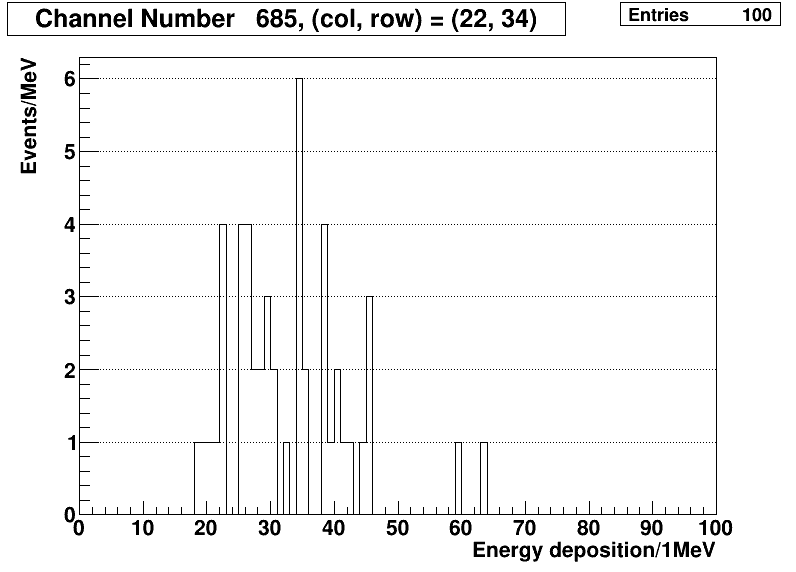 Channel Number 685, (col, row) = (22, 34)
Entries 100
Events/MeV
6
5
4
3
2
1
0
0 10 20 30 40 50 60 70 80 90 100
Energy deposition/1MeV